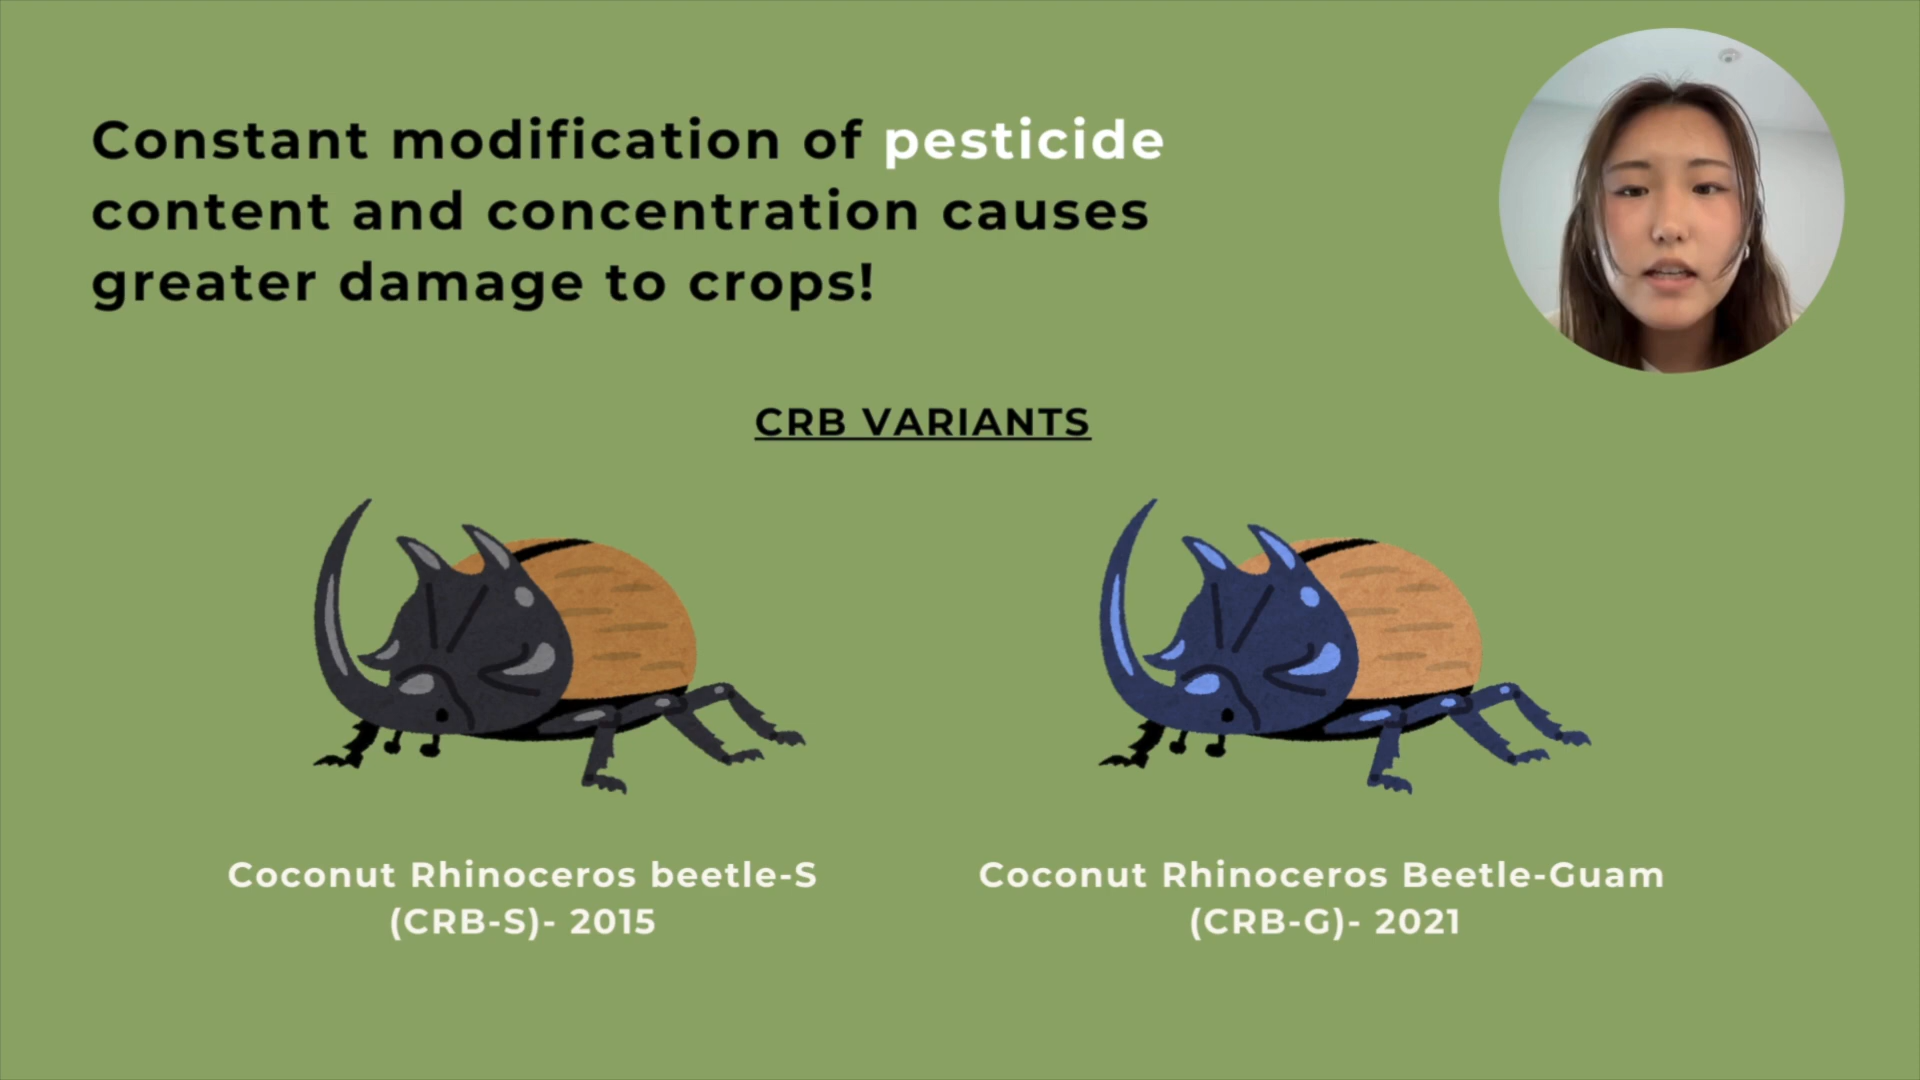 Constant modification of pesticide
content and concentration causes
greater damage to crops!
CRB VARIANTS
Coconut Rhinoceros beetle-S
(CRB-S)- 2015
Coconut Rhinoceros Beetle-Guam
(CRB-G)- 2021